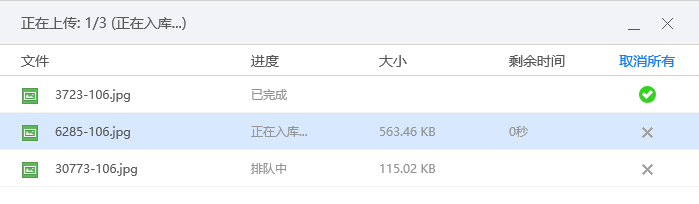 正在上传: 1/3 (正在入库...)
文件 进度 大小 剩余时间 取消所有
3723-106.jpg 已完成
6285-106.jpg 正在入库... 563.46 KB 0秒
30773-106.jpg 排队中 115.02 KB